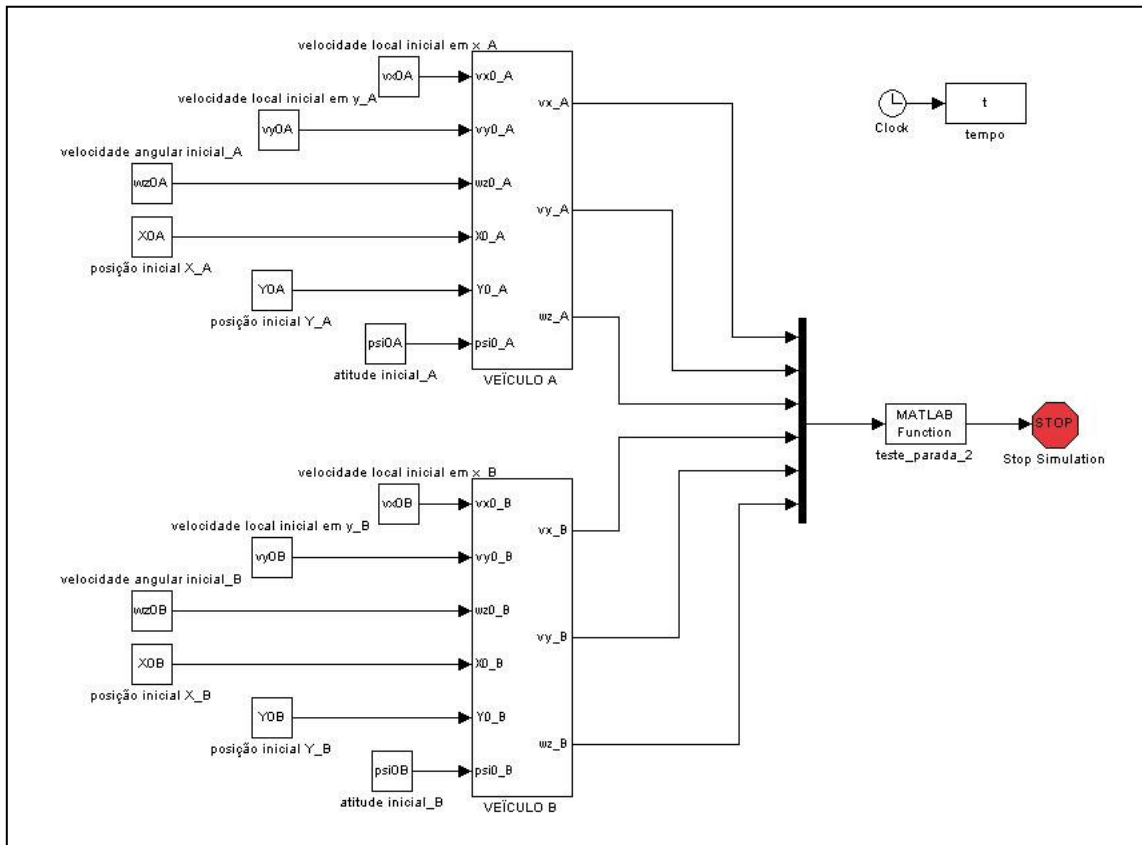 velocidade local inicial em x_A
vx0A
vx0_A
velocidade local inicial em y_A
vy0A
vy0_A
velocidade angular inicial_A
wz0A
wz0_A
X0A
X0_A
posição inicial X_A
Y0A
Y0_A
posição inicial Y_A
psi0A
psi0_A
atitude inicial_A
vx_A
vy_A
wz_A
VEÏCULO A
Clock
t
tempo
velocidade local inicial em x_B
vx0B
vx0_B
velocidade local inicial em y_B
vy0B
vy0_B
velocidade angular inicial_B
wz0B
wz0_B
X0B
X0_B
posição inicial X_B
Y0B
Y0_B
posição inicial Y_B
psi0B
psi0_B
atitude inicial_B
vx_B
vy_B
wz_B
VEÏCULO B
MATLAB
Function
teste_parada_2
STOP
Stop Simulation